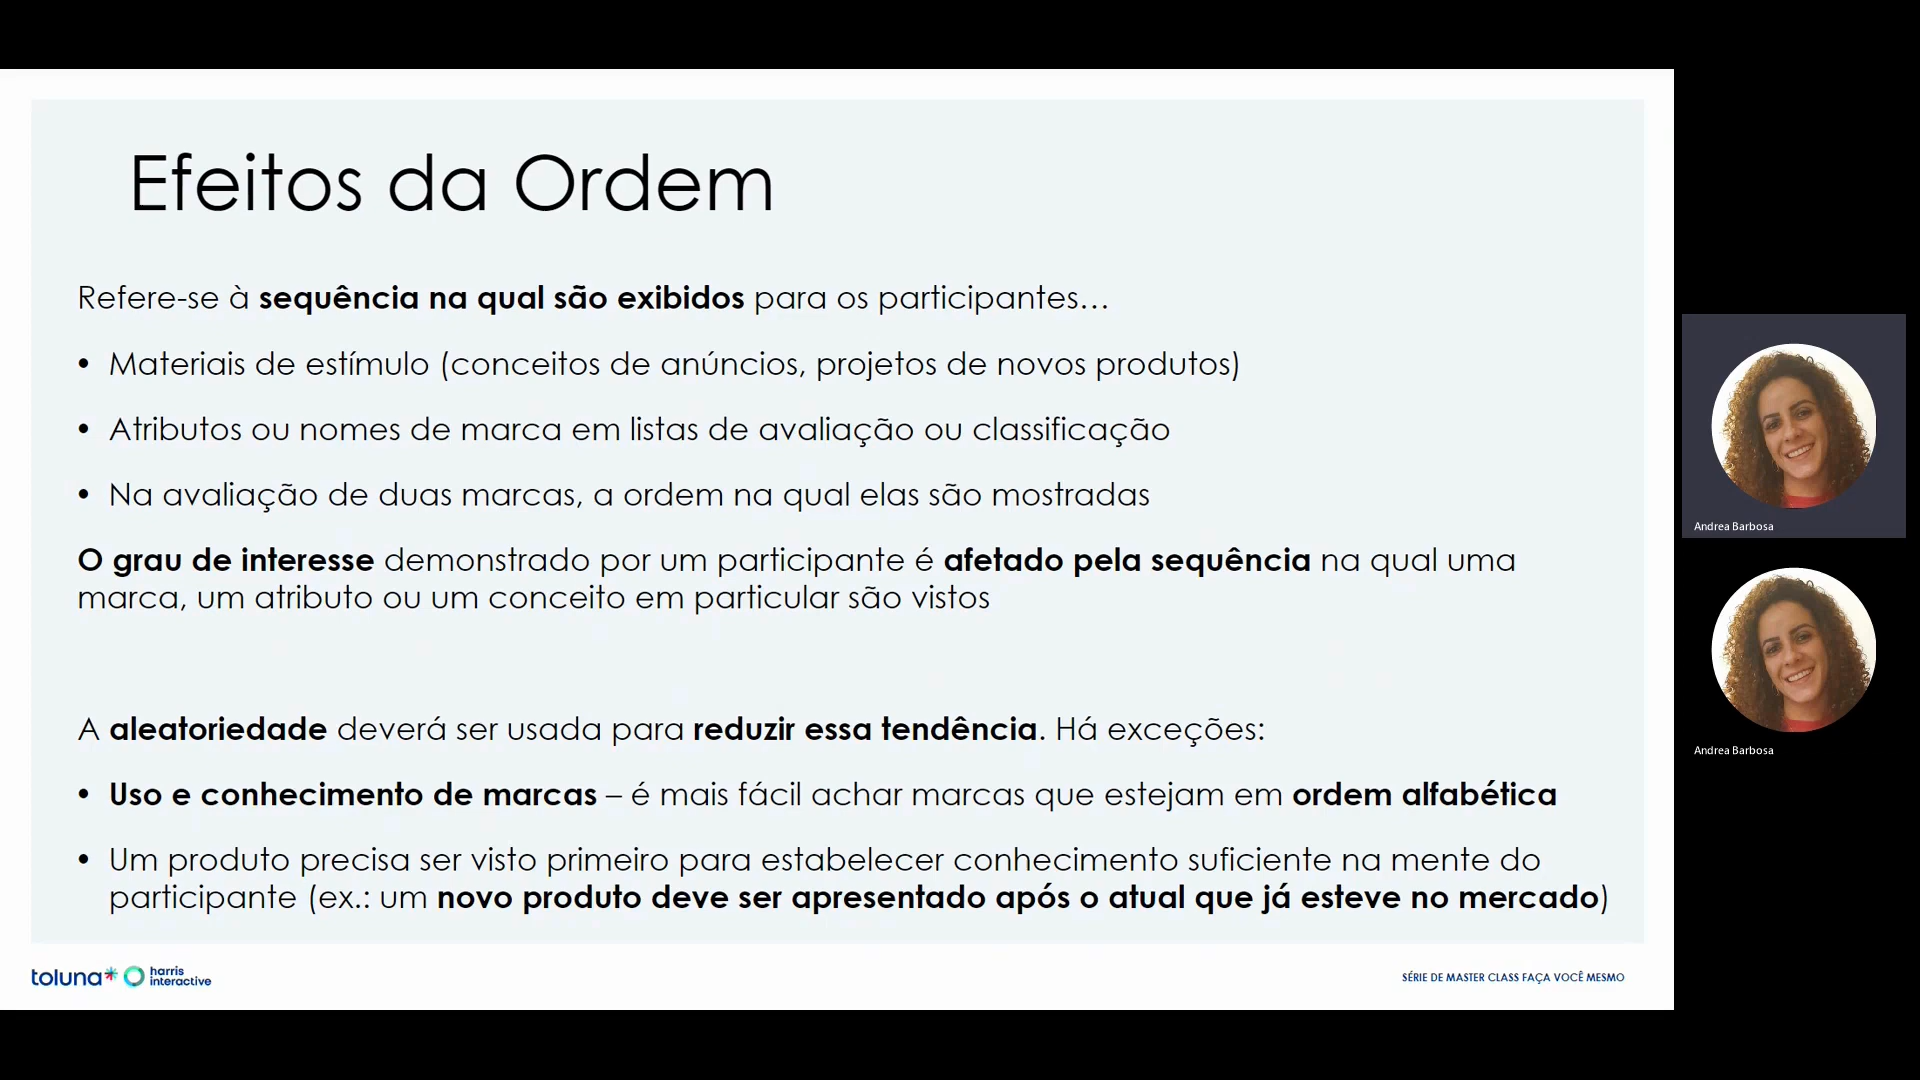 Efeitos da Ordem
Refere-se à sequência na qual são exibidos para os participantes...
• Materiais de estímulo (conceitos de anúncios, projetos de novos produtos)
• Atributos ou nomes de marca em listas de avaliação ou classificação
• Na avaliação de duas marcas, a ordem na qual elas são mostradas
O grau de interesse demonstrado por um participante é afetado pela sequência na qual uma
marca, um atributo ou um conceito em particular são vistos
A aleatoriedade deverá ser usada para reduzir essa tendência. Há exceções:
• Uso e conhecimento de marcas – é mais fácil achar marcas que estejam em ordem alfabética
• Um produto precisa ser visto primeiro para estabelecer conhecimento suficiente na mente do
participante (ex.: um novo produto deve ser apresentado após o atual que já esteve no mercado)
toluna* harris
interactive
SÉRIE DE MASTER CLASS FAÇA VOCÊ MESMO
Andrea Barbosa
Andrea Barbosa